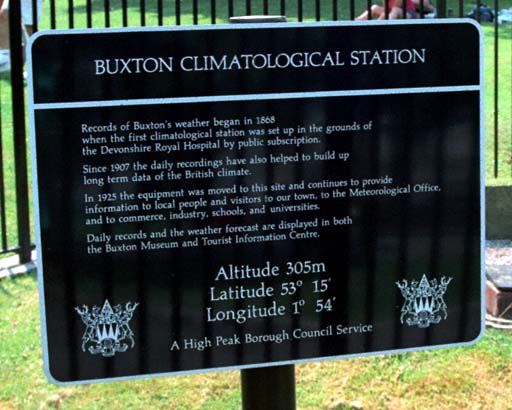 BUXTON CLIMATOLOGICAL STATION
Records of Buxton's weather began in 1868
when the first climatological station was set up in the grounds of
the Devonshire Royal Hospital by public subscription.
Since 1907 the daily recordings have also helped to build up
long term data of the British climate.
In 1925 the equipment was moved to this site and continues to provide
information to local people and visitors to our town, to the Meteorological Office,
and to commerce, industry, schools, and universities.
Daily records and the weather forecast are displayed in both
the Buxton Museum and Tourist Information Centre.
Altitude 305m
Latitude 53° 15'
Longitude 1° 54'
A High Peak Borough Council Service